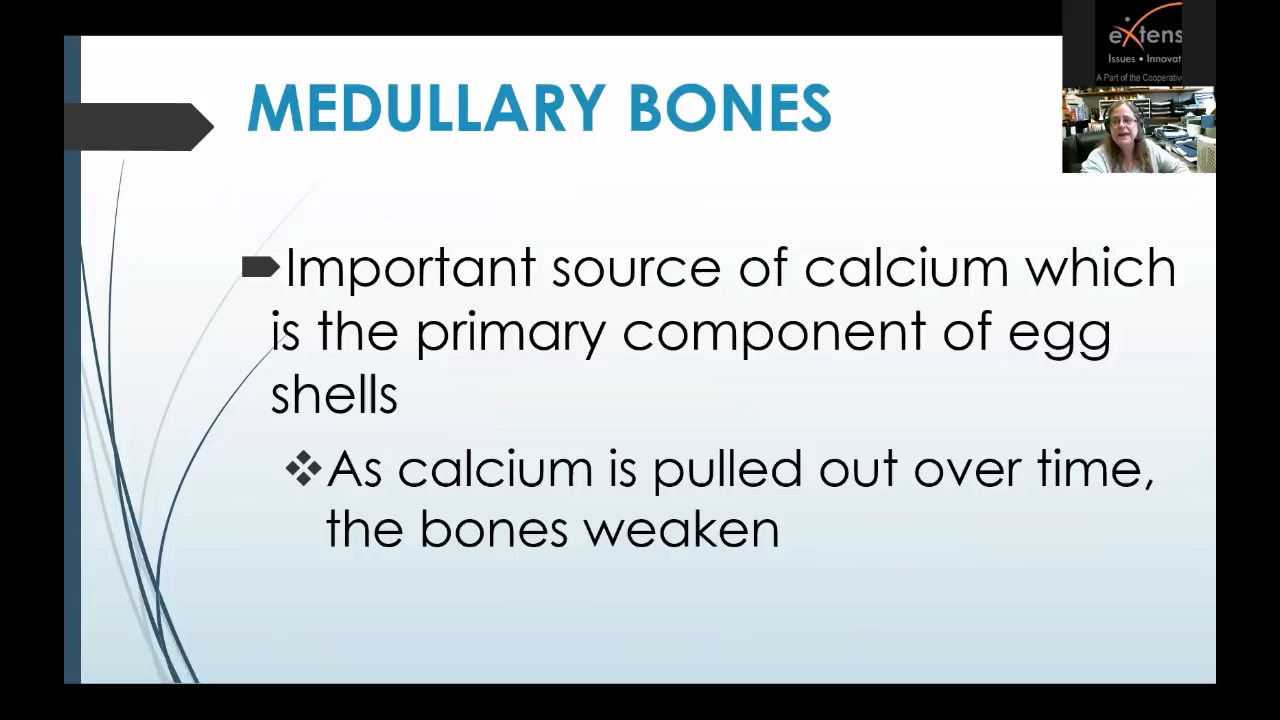 eXtens
Issues • Innovat
A Part of the Cooperative
MEDULLARY BONES
Important source of calcium which
is the primary component of egg
shells
As calcium is pulled out over time,
the bones weaken